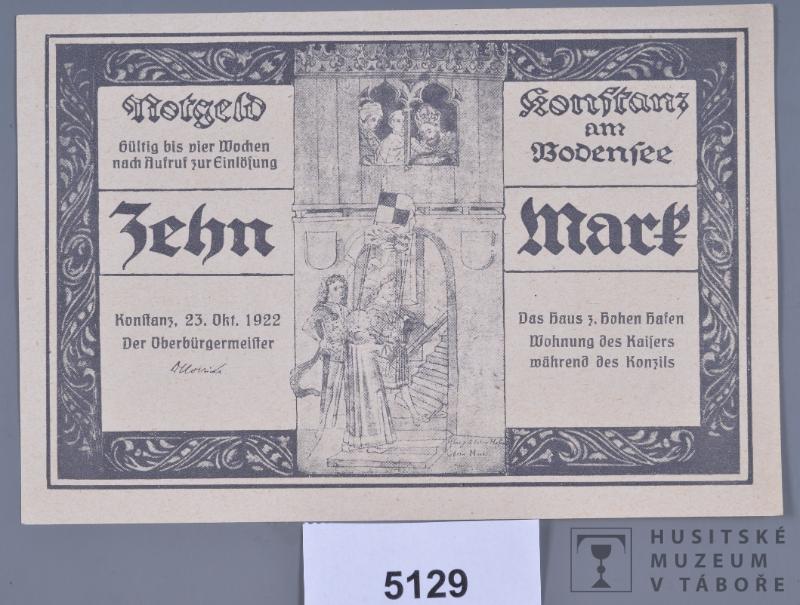 Notgeld
Gültig bis vier Wochen
nach Aufruf zur Einlösung
Konstanz
am
Bodensee
Zehn
Mark
Konstanz, 23. Okt. 1922
Der Oberbürgermeister
Das Haus z. Hohen Hafen
Wohnung des Kaisers
während des Konzils
5129
HUSITSKÉ
MUZEUM
V TÁBOŘE